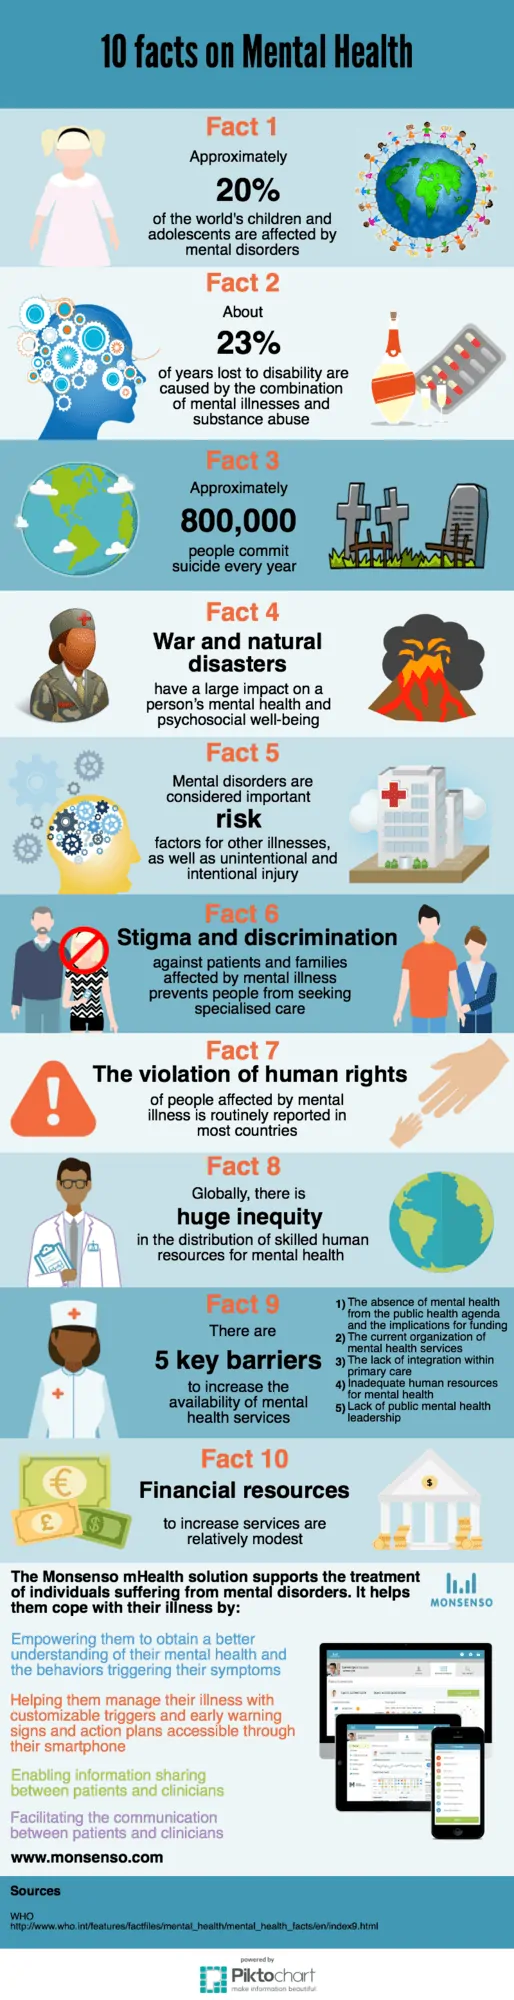 10 facts on Mental Health
Fact 1
Approximately
20%
of the world's children and
adolescents are affected by
mental disorders
Fact 2
About
23%
of years lost to disability are
caused by the combination
of mental illnesses and
substance abuse
Fact 3
Approximately
800,000
people commit
suicide every year
Fact 4
War and natural
disasters
have a large impact on a
person's mental health and
psychosocial well-being
Fact 5
Mental disorders are
considered important
risk
factors for other illnesses,
as well as unintentional and
intentional injury
Fact 6
Stigma and discrimination
against patients and families
affected by mental illness
prevents people from seeking
specialised care
Fact 7
The violation of human rights
of people affected by mental
illness is routinely reported in
most countries
Fact 8
Globally, there is
huge inequity
in the distribution of skilled human
resources for mental health
Fact 9
There are
5 key barriers
to increase the
availability of mental
health services
1) The absence of mental health
from the public health agenda
and the implications for funding
2) The current organization of
mental health services
3) The lack of integration within
primary care
4) Inadequate human resources
for mental health
5) Lack of public mental health
leadership
Fact 10
Financial resources
to increase services are
relatively modest
€
£
$
$
The Monsenso mHealth solution supports the treatment
of individuals suffering from mental disorders. It helps
them cope with their illness by:
MONSENSO
Empowering them to obtain a better
understanding of their mental health and
the behaviors triggering their symptoms
Helping them manage their illness with
customizable triggers and early warning
signs and action plans accessible through
their smartphone
Enabling information sharing
between patients and clinicians
Facilitating the communication
between patients and clinicians
www.monsenso.com
Sources
WHO
http://www.who.int/features/factfiles/mental_health/mental_health_facts/en/index9.html
powered by
Piktochart
make information beautiful